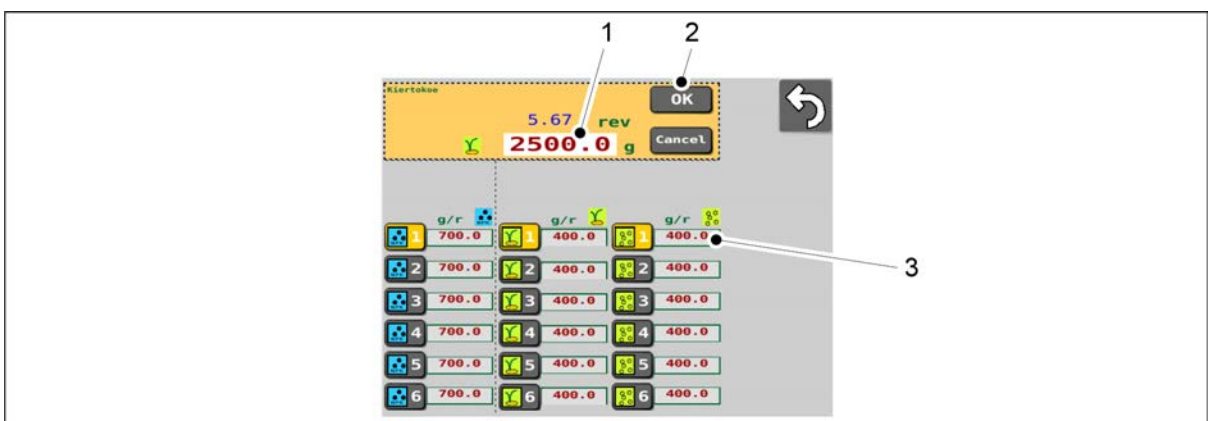 1 2
Kiertokoe
OK
5.67 rev
2500.0 g Cancel
g/r g/r g/r
1 700.0 1 400.0 1 400.0
3
2 700.0 2 400.0 2 400.0
3 700.0 3 400.0 3 400.0
4 700.0 4 400.0 4 400.0
5 700.0 5 400.0 5 400.0
6 700.0 6 400.0 6 400.0